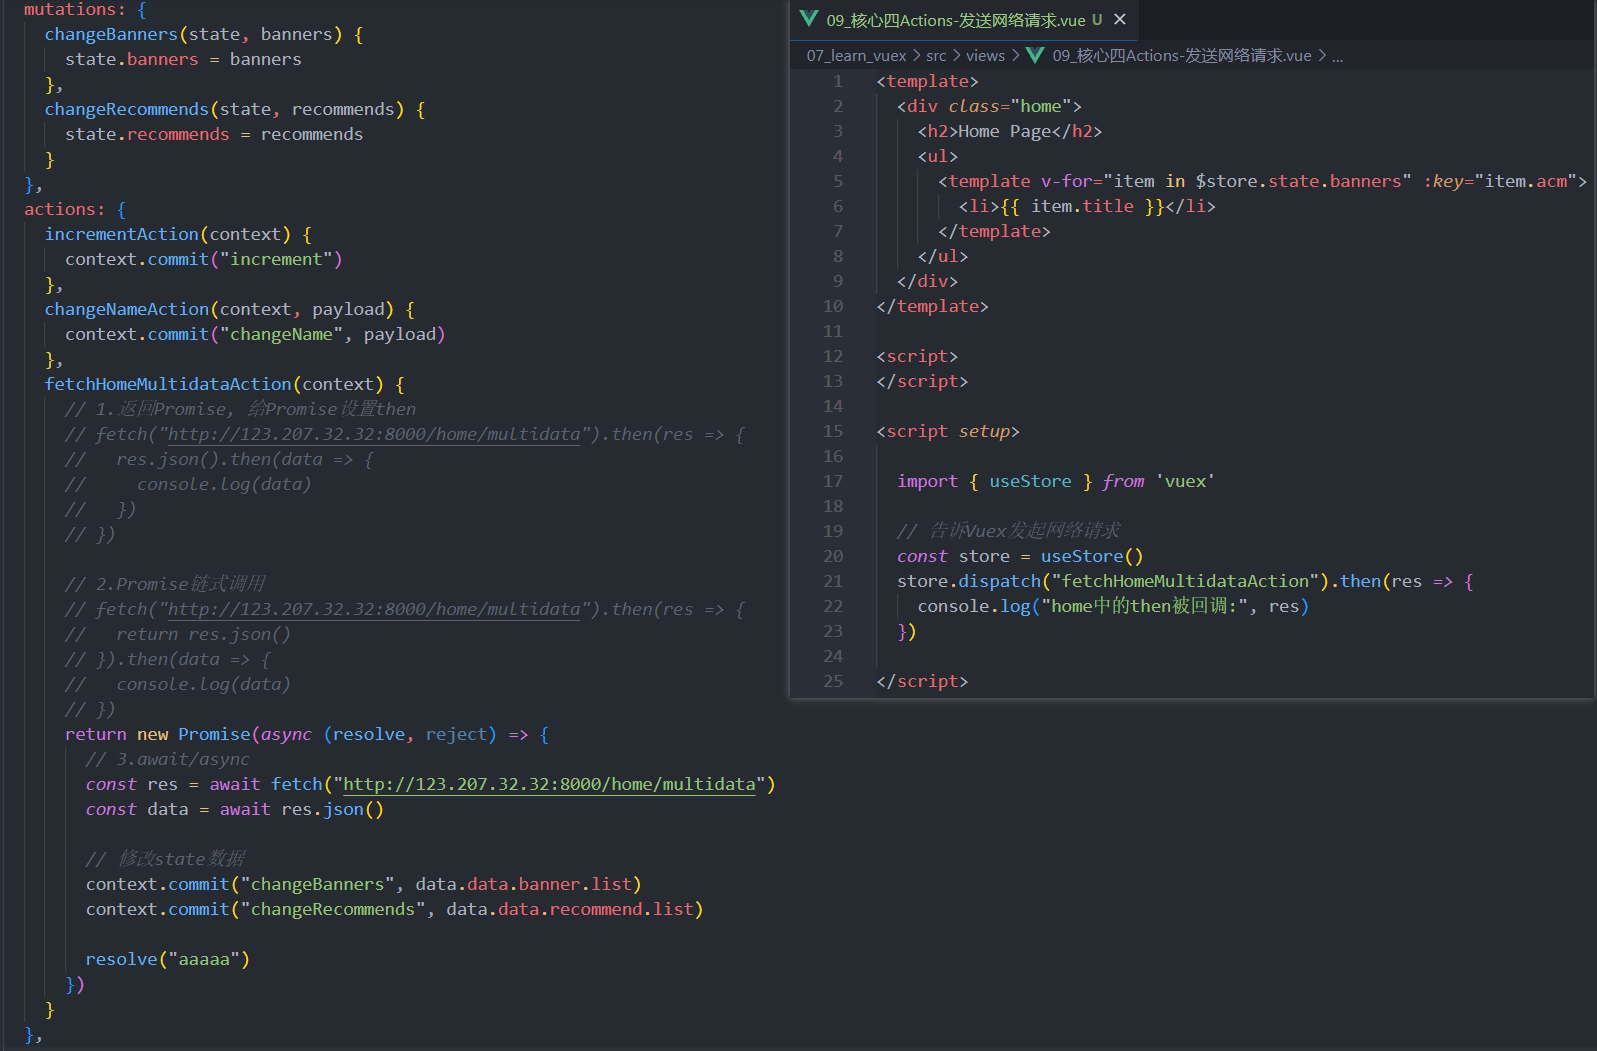 mutations: {
  changeBanners(state, banners) {
    state.banners = banners
  },
  changeRecommends(state, recommends) {
    state.recommends = recommends
  }
},
actions: {
  incrementAction(context) {
    context.commit("increment")
  },
  changeNameAction(context, payload) {
    context.commit("changeName", payload)
  },
  fetchHomeMultidataAction(context) {
    // 1.返回Promise, 给Promise设置then
    // fetch("http://123.207.32.32:8000/home/multidata").then(res => {
    //   res.json().then(data => {
    //     console.log(data)
    //   })
    // })

    // 2.Promise链式调用
    // fetch("http://123.207.32.32:8000/home/multidata").then(res => {
    //   return res.json()
    // }).then(data => {
    //   console.log(data)
    // })
    return new Promise(async (resolve, reject) => {
      // 3.await/async
      const res = await fetch("http://123.207.32.32:8000/home/multidata")
      const data = await res.json()

      // 修改state数据
      context.commit("changeBanners", data.data.banner.list)
      context.commit("changeRecommends", data.data.recommend.list)

      resolve("aaaaa")
    })
  }
},
09_核心四Actions-发送网络请求.vue U ×
07_learn_vuex > src > views > 09_核心四Actions-发送网络请求.vue > ...
1 <template>
2   <div class="home">
3     <h2>Home Page</h2>
4     <ul>
5       <template v-for="item in $store.state.banners" :key="item.acm">
6         <li>{{ item.title }}</li>
7       </template>
8     </ul>
9   </div>
10 </template>
11
12 <script>
13 </script>
14
15 <script setup>
16
17   import { useStore } from 'vuex'
18
19   // 告诉Vuex发起网络请求
20   const store = useStore()
21   store.dispatch("fetchHomeMultidataAction").then(res => {
22     console.log("home中的then被回调:", res)
23   })
24
25 </script>